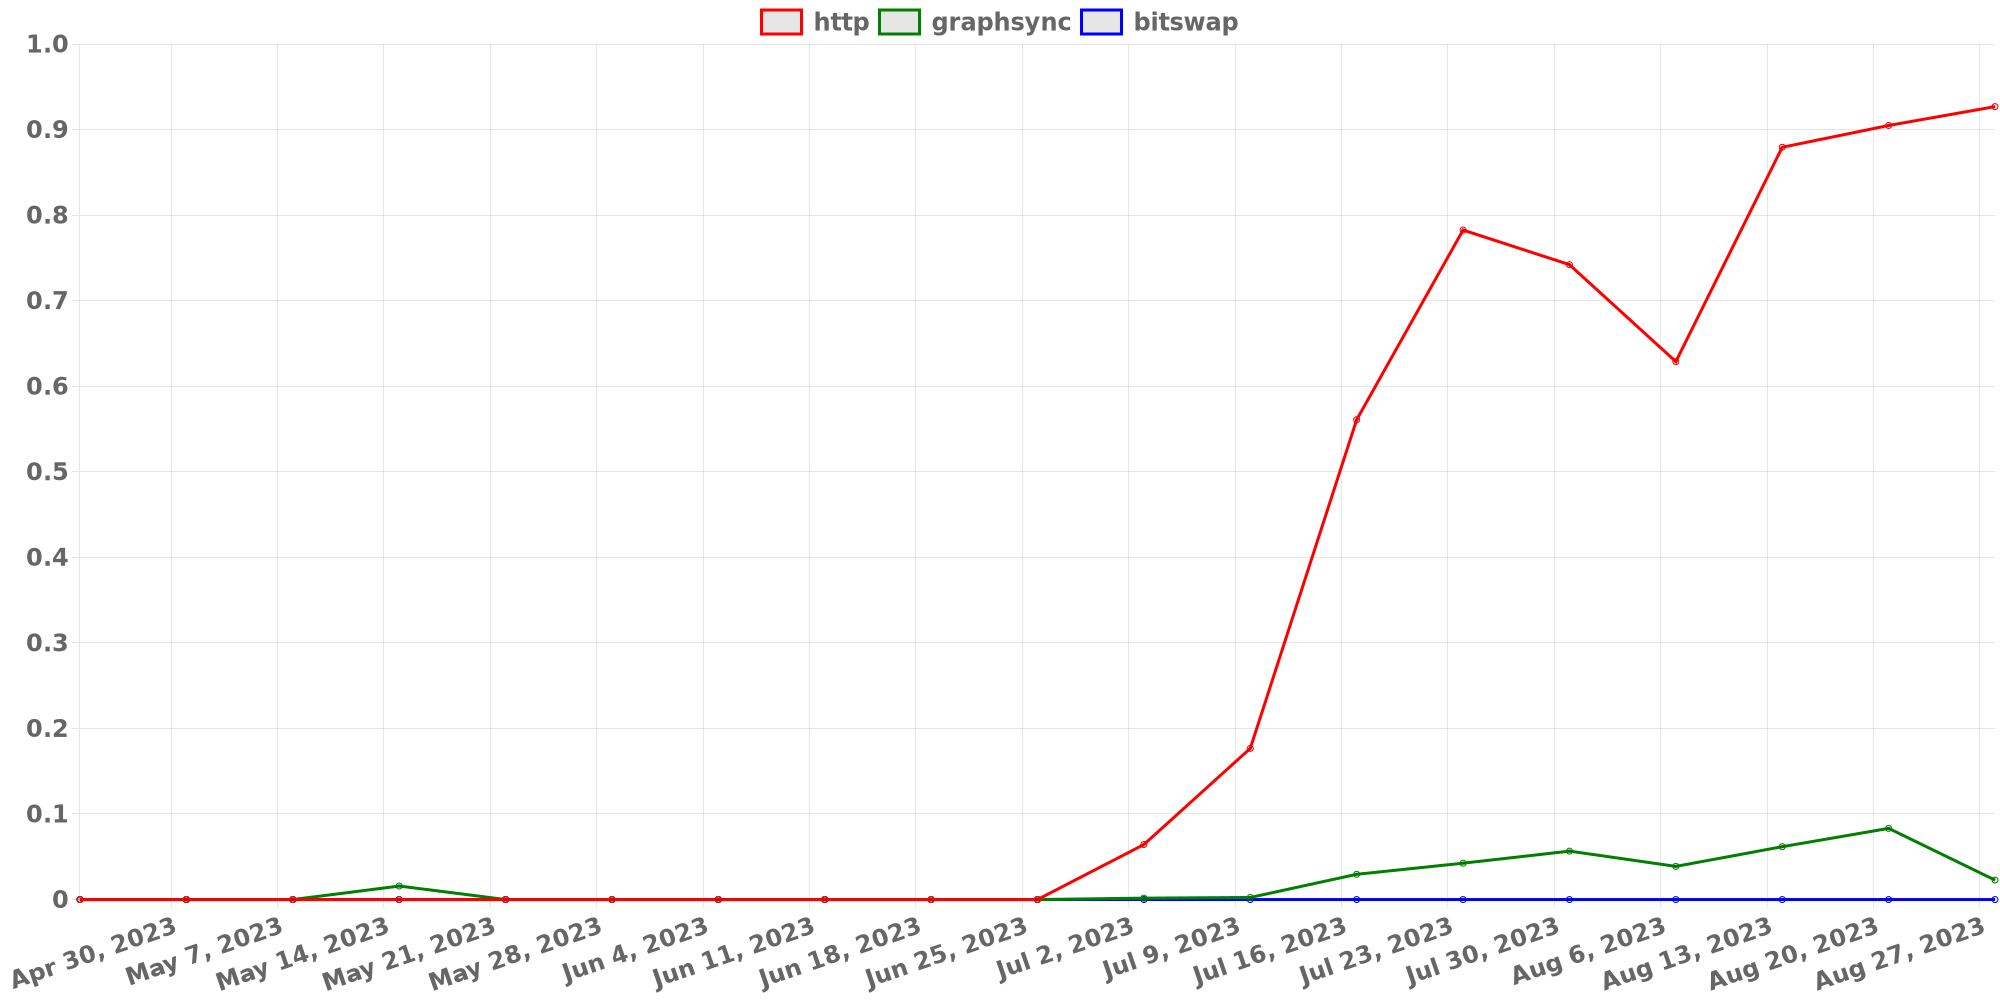 http graphsync bitswap
1.0
0.9
0.8
0.7
0.6
0.5
0.4
0.3
0.2
0.1
0
Apr 30, 2023
May 7, 2023
May 14, 2023
May 21, 2023
May 28, 2023
Jun 4, 2023
Jun 11, 2023
Jun 18, 2023
Jun 25, 2023
Jul 2, 2023
Jul 9, 2023
Jul 16, 2023
Jul 23, 2023
Jul 30, 2023
Aug 6, 2023
Aug 13, 2023
Aug 20, 2023
Aug 27, 2023